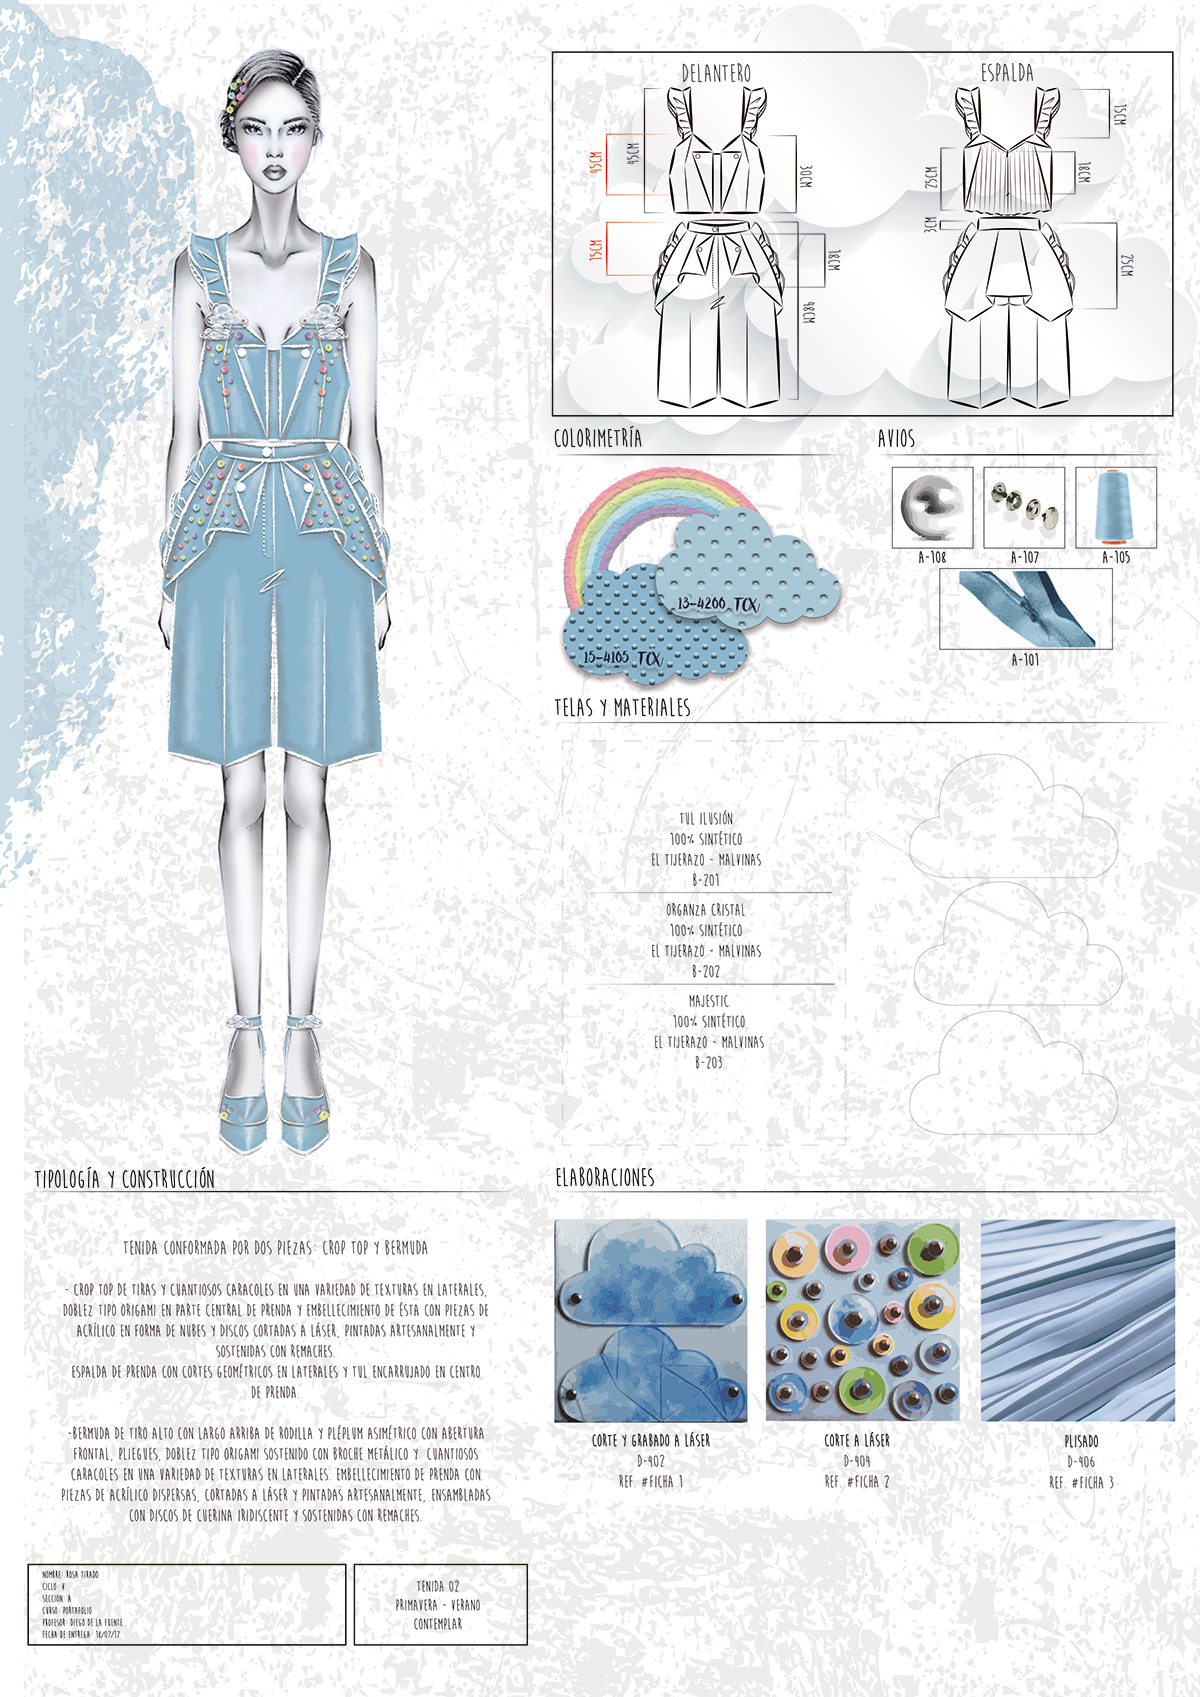 DELANTERO
ESPALDA
45CM
45CM
30CM
15CM
18CM
98CM
15CM
25CM
18CM
3CM
25CM
COLORIMETRÍA
AVIOS
13-4200 TCX
15-4105 TCX
A-108
A-107
A-105
A-101
TELAS Y MATERIALES
TUL ILUSIÓN
100% SINTÉTICO
EL TIJERAZO - MALVINAS
B-201
ORGANZA CRISTAL
100% SINTÉTICO
EL TIJERAZO - MALVINAS
B-202
MAJESTIC
100% SINTÉTICO
EL TIJERAZO - MALVINAS
B-203
TIPOLOGÍA Y CONSTRUCCIÓN
TENIDA CONFORMADA POR DOS PIEZAS: CROP TOP Y BERMUDA
- CROP TOP DE TIRAS Y CUANTIOSOS CARACOLES EN UNA VARIEDAD DE TEXTURAS EN LATERALES,
DOBLEZ TIPO ORIGAMI EN PARTE CENTRAL DE PRENDA Y EMBELLECIMIENTO DE ÉSTA CON PIEZAS DE
ACRÍLICO EN FORMA DE NUBES Y DISCOS CORTADAS A LÁSER, PINTADAS ARTESANALMENTE Y
SOSTENIDAS CON REMACHES.
ESPALDA DE PRENDA CON CORTES GEOMÉTRICOS EN LATERALES Y TUL ENCARRUJADO EN CENTRO
DE PRENDA.
-BERMUDA DE TIRO ALTO CON LARGO ARRIBA DE RODILLA Y PLÉPLUM ASIMÉTRICO CON ABERTURA
FRONTAL, PLIEGUES, DOBLEZ TIPO ORIGAMI SOSTENIDO CON BROCHE METÁLICO Y CUANTIOSOS
CARACOLES EN UNA VARIEDAD DE TEXTURAS EN LATERALES. EMBELLECIMIENTO DE PRENDA CON
PIEZAS DE ACRÍLICO DISPERSAS, CORTADAS A LÁSER Y PINTADAS ARTESANALMENTE, ENSAMBLADAS
CON DISCOS DE CUERINA IRIDISCENTE Y SOSTENIDAS CON REMACHES.
ELABORACIONES
CORTE Y GRABADO A LÁSER
D-402
REF. #FICHA 1
CORTE A LÁSER
D-404
REF. #FICHA 2
PLISADO
D-406
REF. #FICHA 3
NOMBRE: ROSA TIRADO
CICLO: V
SECCION: A
CURSO: PORTAFOLIO
PROFESOR: DIEGO DE LA FUENTE
FECHA DE ENTREGA: 18/07/17
TENIDA 02
PRIMAVERA - VERANO
CONTEMPLAR